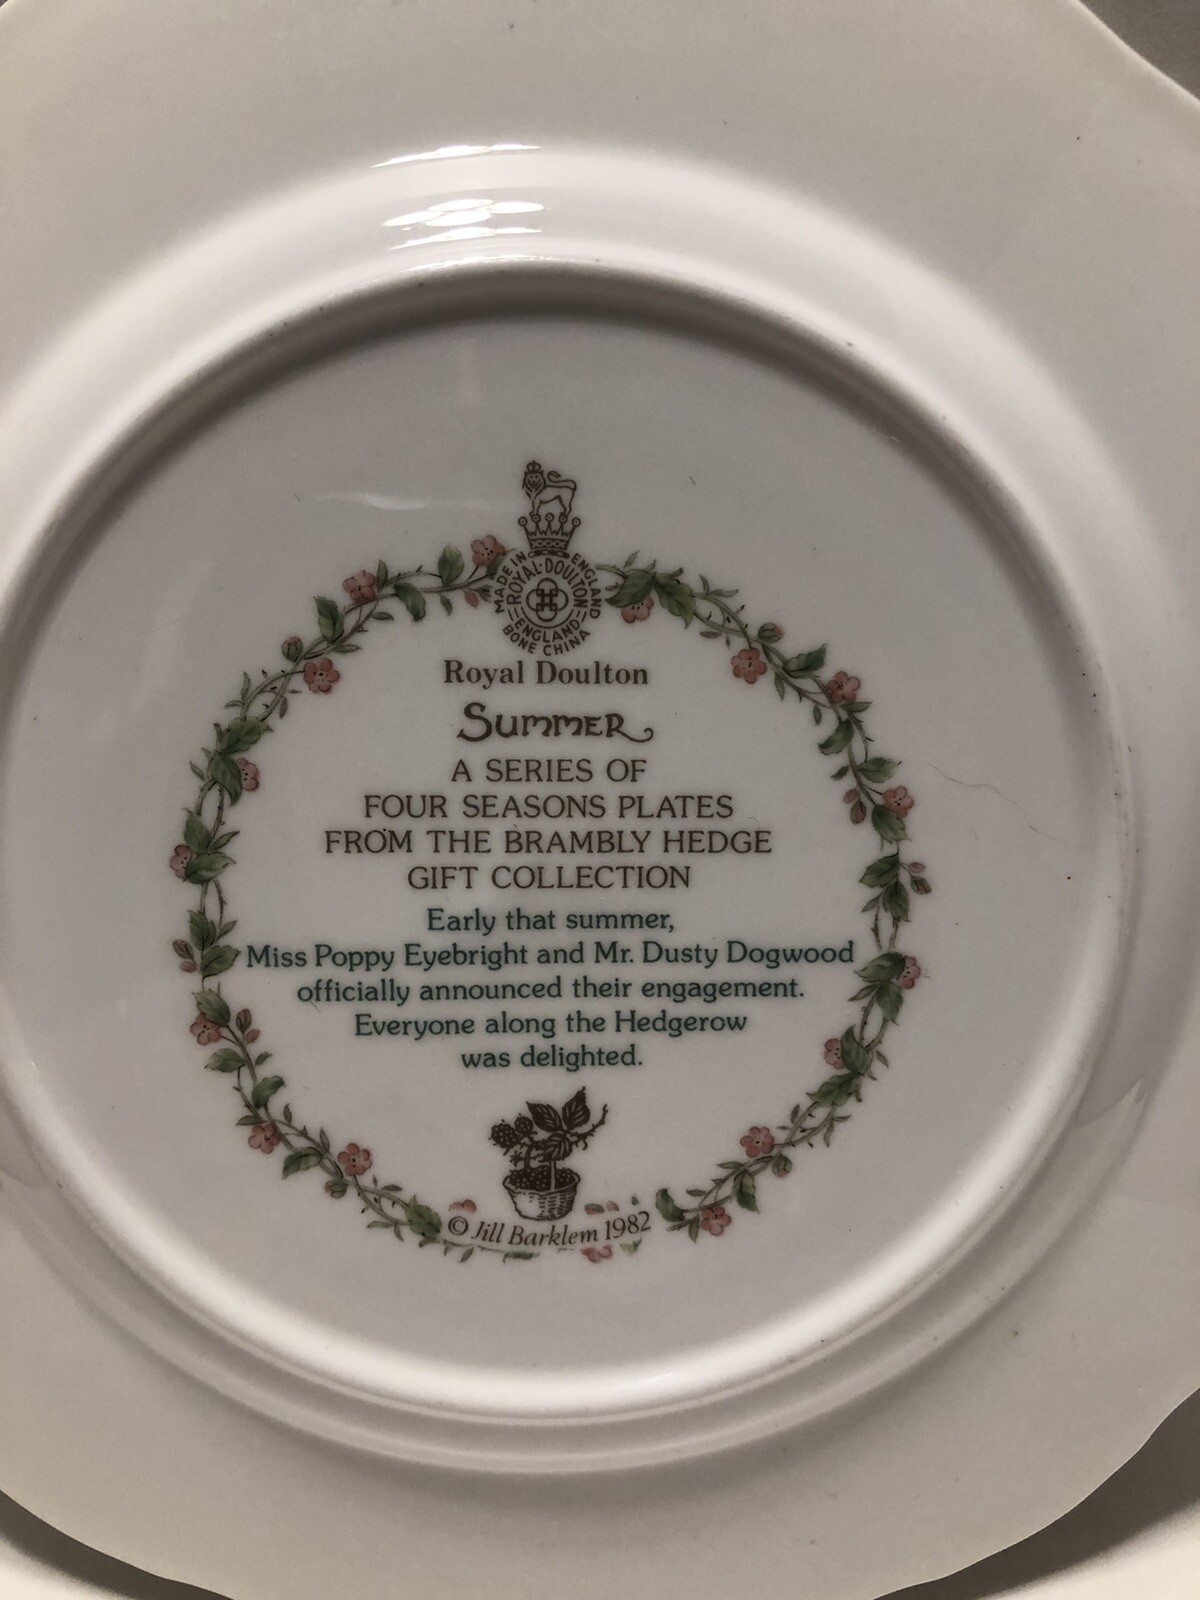 MADE IN ENGLAND
ROYAL·DOULTON
ENGLAND
BONE CHINA
Royal Doulton
Summer
A SERIES OF
FOUR SEASONS PLATES
FROM THE BRAMBLY HEDGE
GIFT COLLECTION
Early that summer,
Miss Poppy Eyebright and Mr. Dusty Dogwood
officially announced their engagement.
Everyone along the Hedgerow
was delighted.
© Jill Barklem 1982